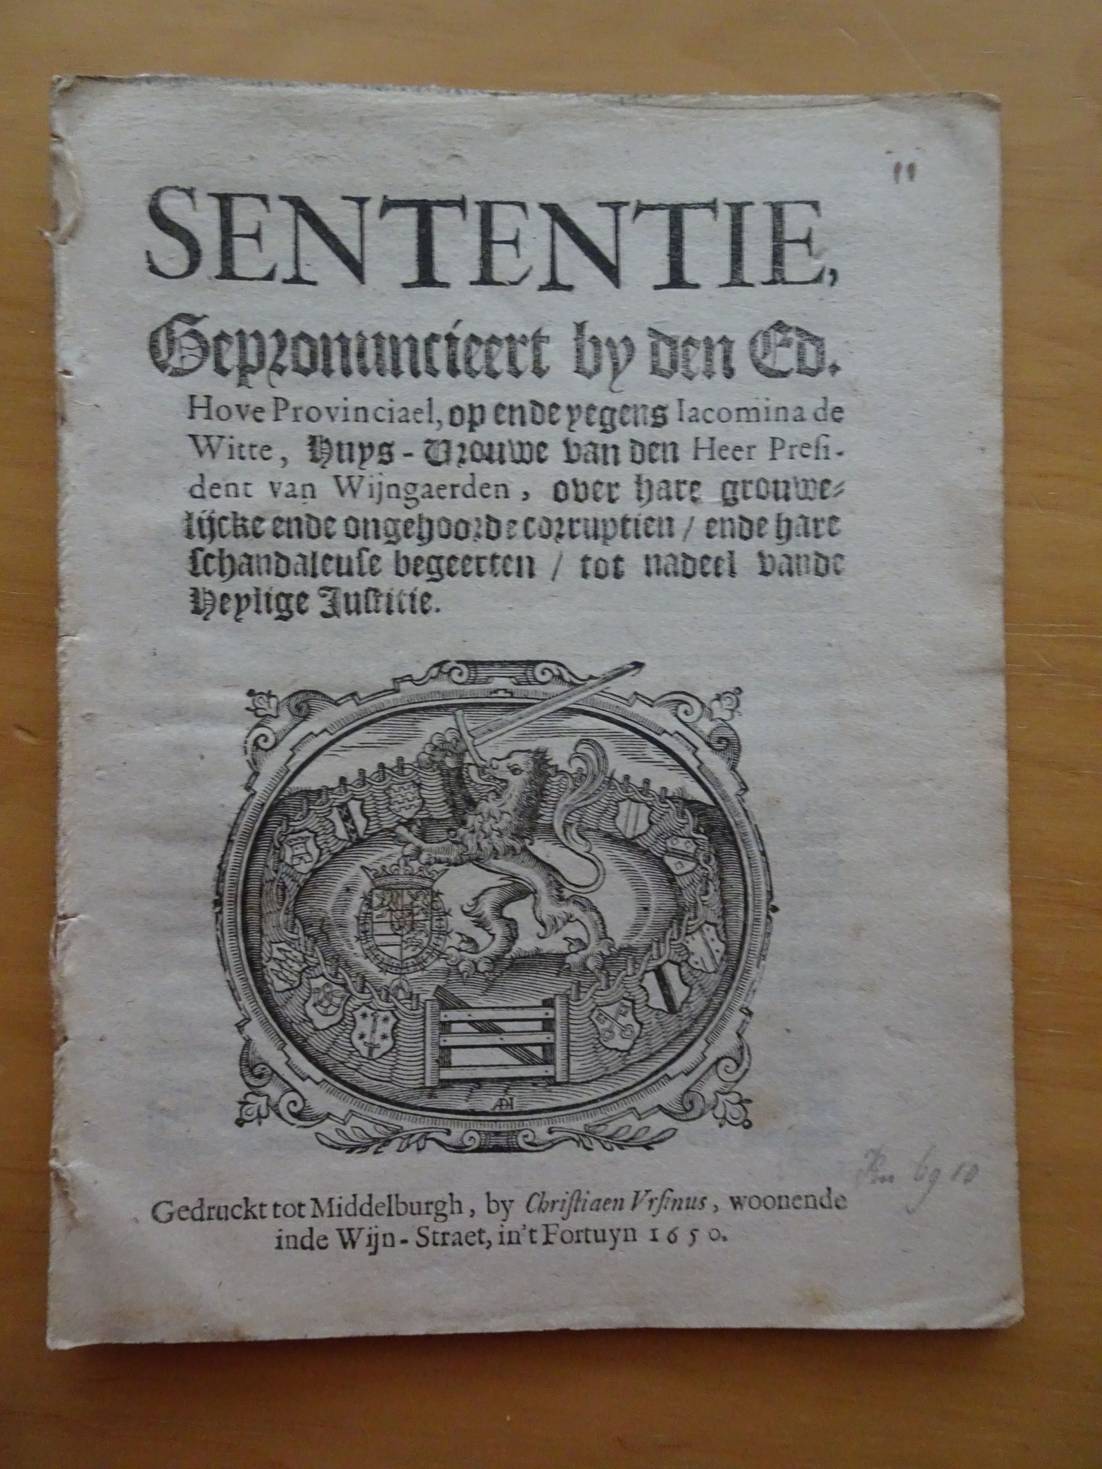 11
SENTENTIE,
Gepronuncieert by den Ed.
Hove Provinciael, op ende yegens Iacomina de
Witte, Huys-Vrouwe van den Heer Presi-
dent van Wijngaerden, over hare grouwe-
lijcke ende ongehoorde corruptien / ende hare
schandaleuse begeerten / tot nadeel vande
Heylige Justitie.
Gedruckt tot Middelburgh, by Christiaen Vrsinus, woonende
inde Wijn-Straet, in't Fortuyn 1650.
6910